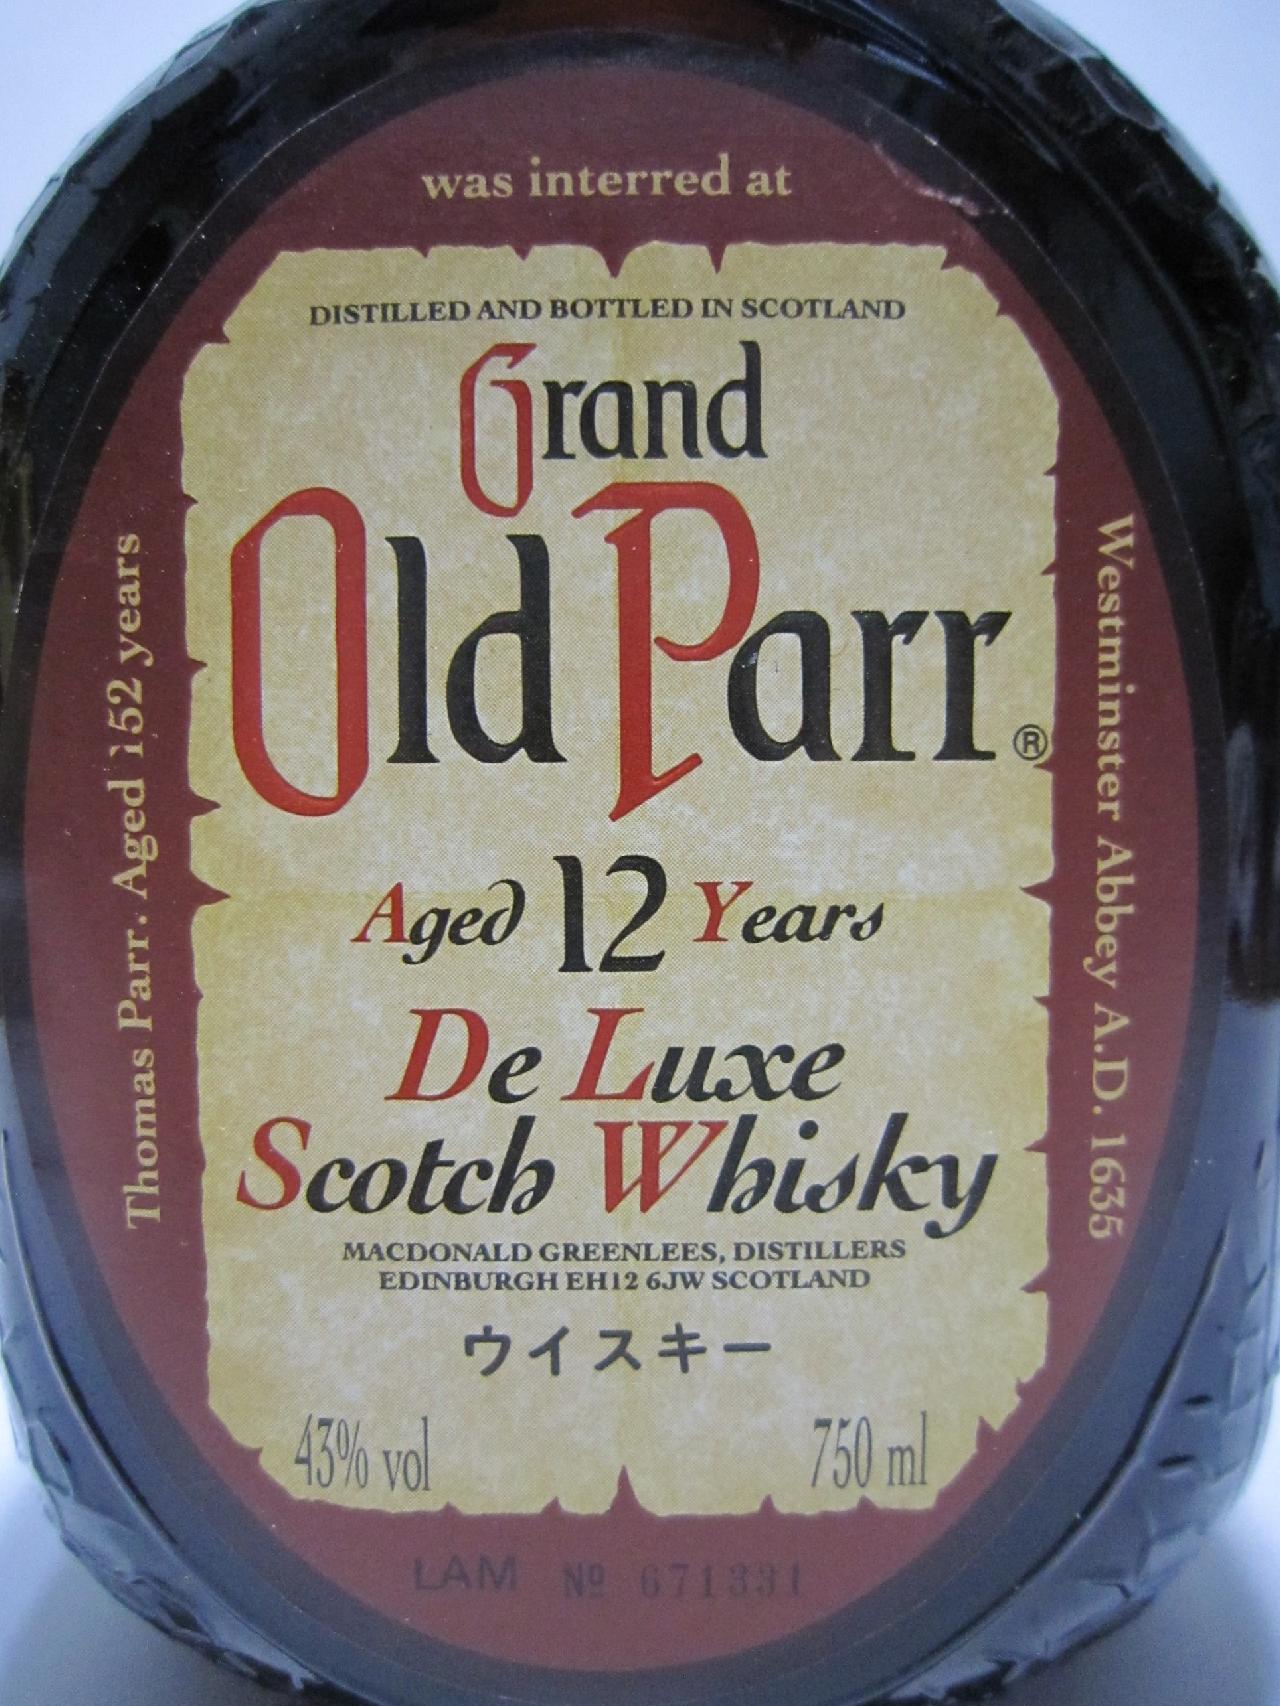 Thomas Parr. Aged 152 years
was interred at
Westminster Abbey A.D. 1635
DISTILLED AND BOTTLED IN SCOTLAND
Grand
Old Parr®
Aged 12 Years
De Luxe
Scotch Whisky
MACDONALD GREENLEES, DISTILLERS
EDINBURGH EH12 6JW SCOTLAND
ウイスキー
43% vol 750 ml
LAM Nº 671331